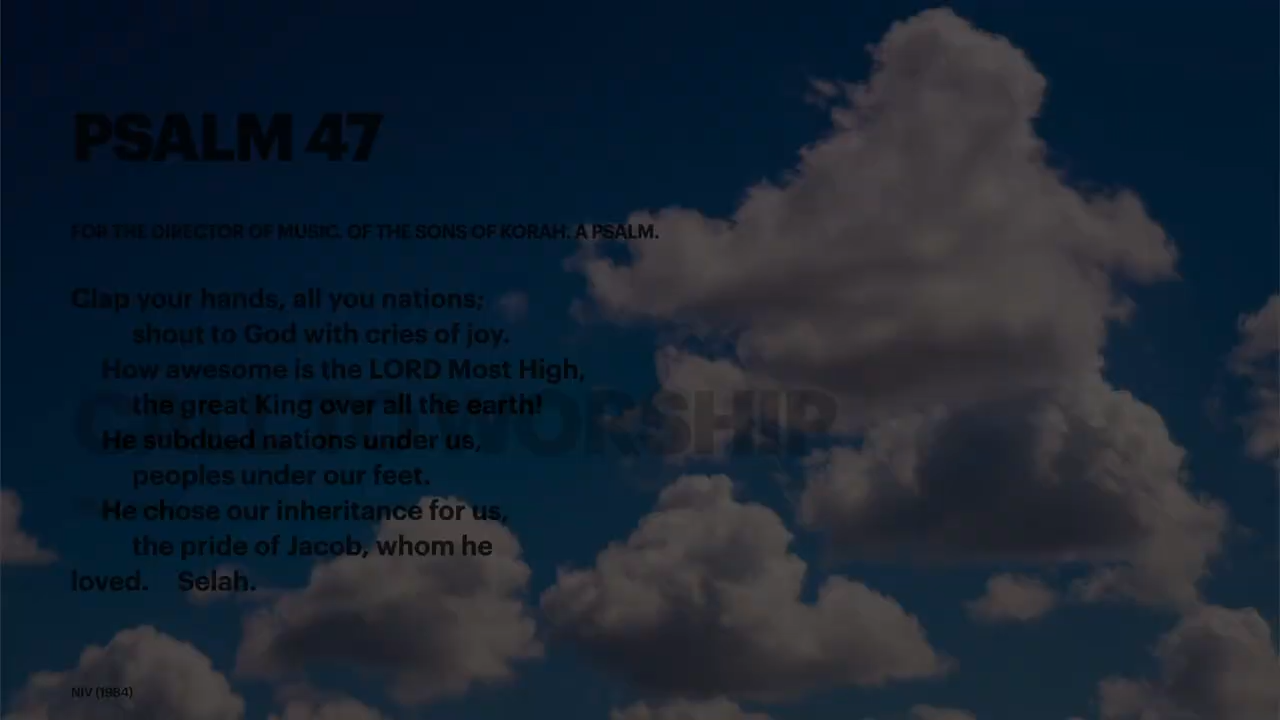 PSALM 47
FOR THE DIRECTOR OF MUSIC. OF THE SONS OF KORAH. A PSALM.
Clap your hands, all you nations;
shout to God with cries of joy.
How awesome is the LORD Most High,
the great King over all the earth!
He subdued nations under us,
peoples under our feet.
He chose our inheritance for us,
the pride of Jacob, whom he
loved. Selah.
WORSHIP
NIV (1984)